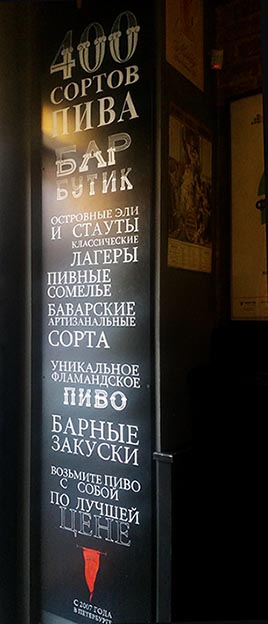 400
СОРТОВ
ПИВА
БАР
БУТИК
ОСТРОВНЫЕ ЭЛИ
И СТАУТЫ
КЛАССИЧЕСКИЕ
ЛАГЕРЫ
ПИВНЫЕ
СОМЕЛЬЕ
БАВАРСКИЕ
АРТИЗАНАЛЬНЫЕ
СОРТА
УНИКАЛЬНОЕ
ФЛАМАНДСКОЕ
ПИВО
БАРНЫЕ
ЗАКУСКИ
ВОЗЬМИТЕ ПИВО
С СОБОЙ
ПО ЛУЧШЕЙ
ЦЕНЕ
С 2007 ГОДА
В ПЕТЕРБУРГЕ